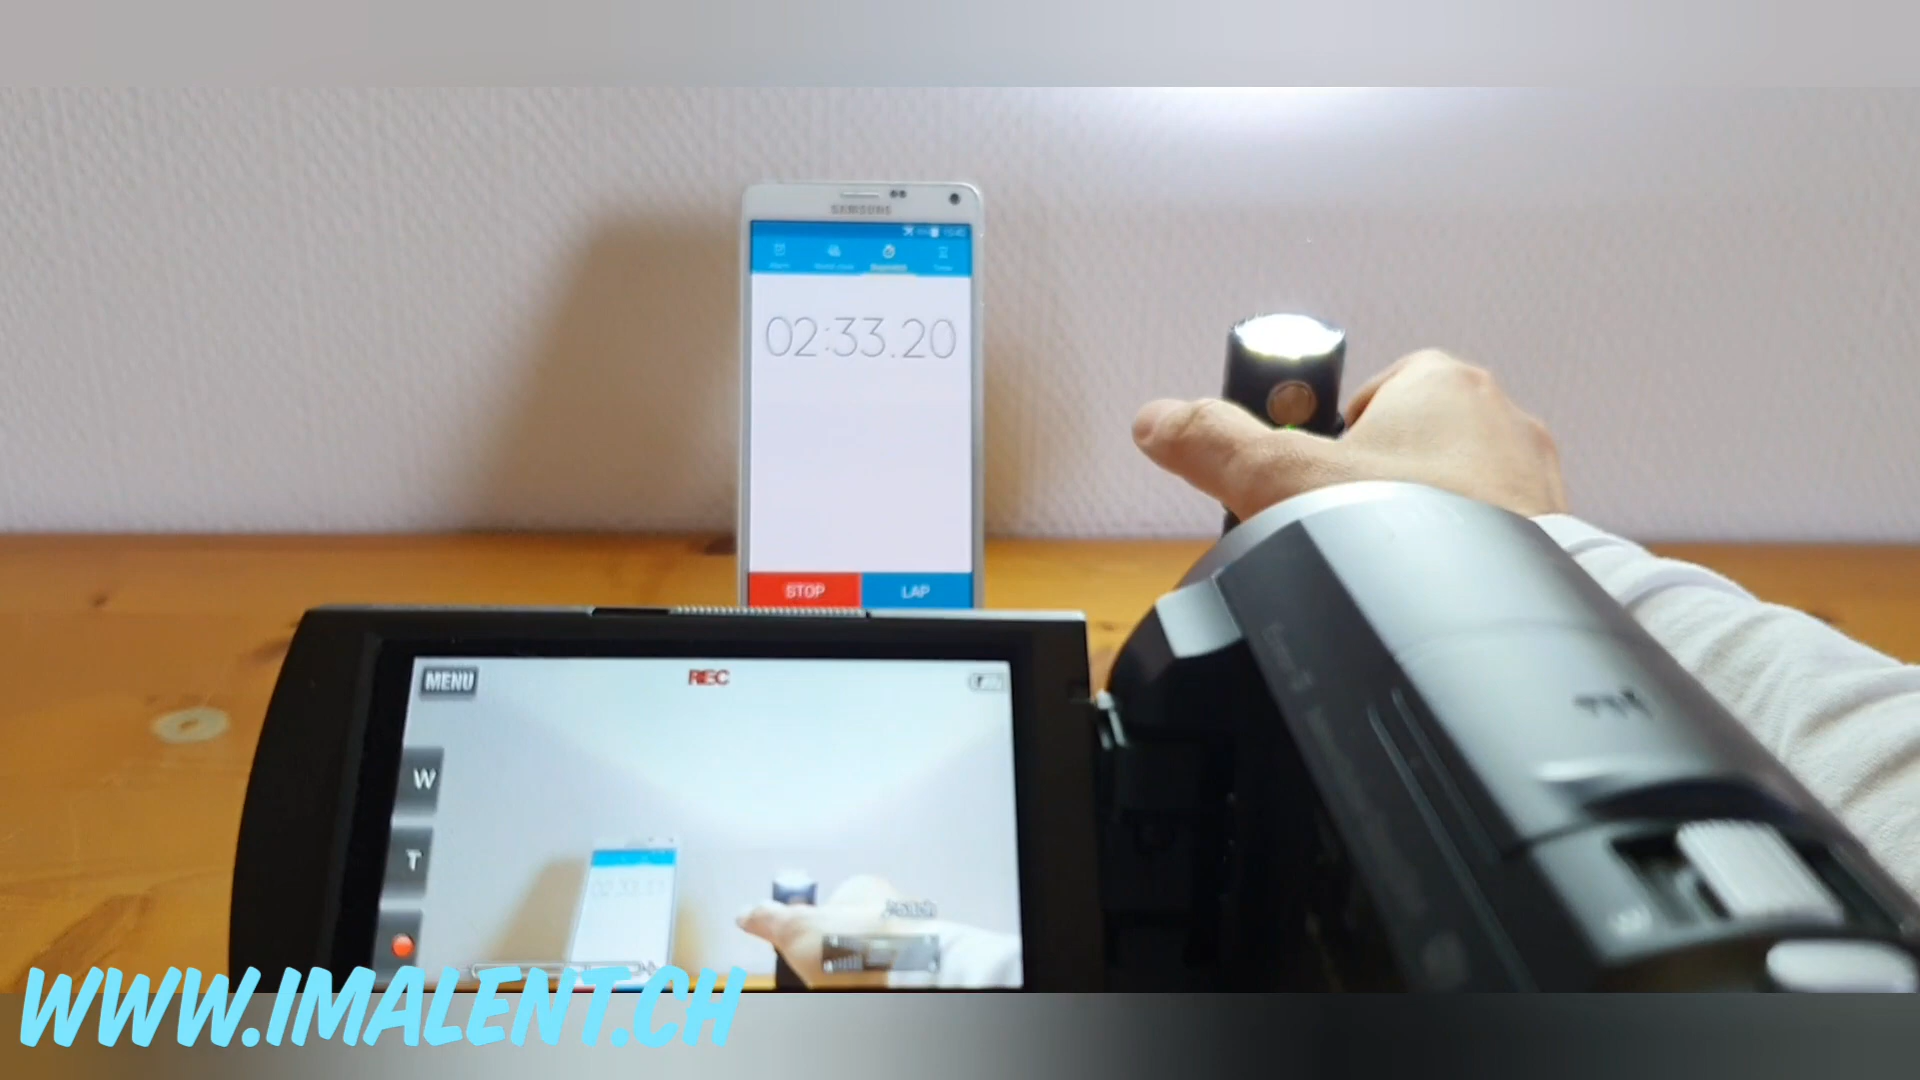 SAMSUNG
02:33.20
STOP
LAP
MENU
REC
W
T
WWW.IMALENT.CH